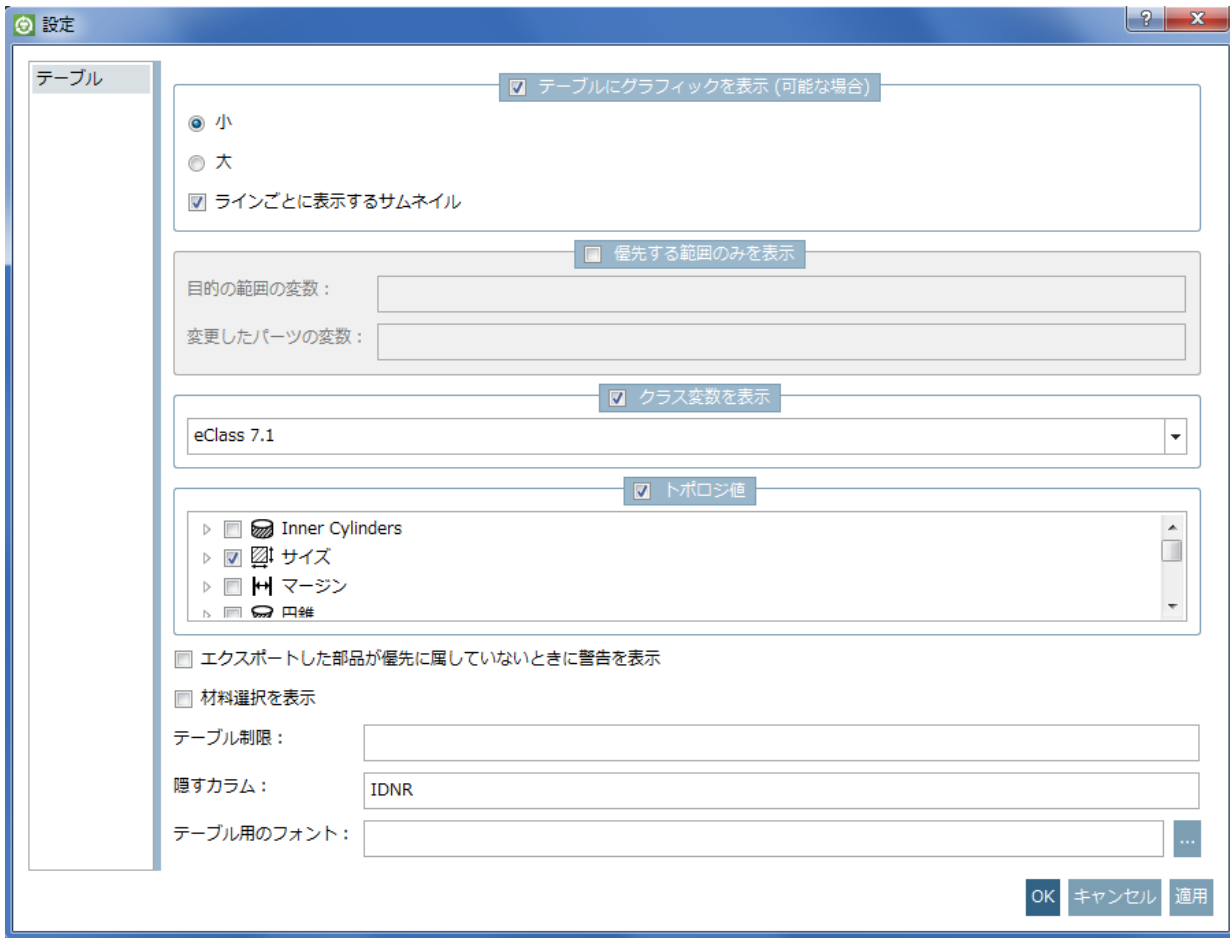 設定
テーブル
テーブルにグラフィックを表示 (可能な場合)
小
大
ラインごとに表示するサムネイル
優先する範囲のみを表示
目的の範囲の変数：
変更したパーツの変数：
クラス変数を表示
eClass 7.1
トポロジ値
Inner Cylinders
サイズ
マージン
円錐
エクスポートした部品が優先に属していないときに警告を表示
材料選択を表示
テーブル制限：
隠すカラム： IDNR
テーブル用のフォント： ...
OK キャンセル 適用